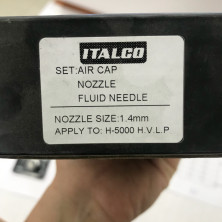 ITALCO
SET:AIR CAP
NOZZLE
FLUID NEEDLE
NOZZLE SIZE:1.4mm
APPLY TO: H-5000 H.V.L.P